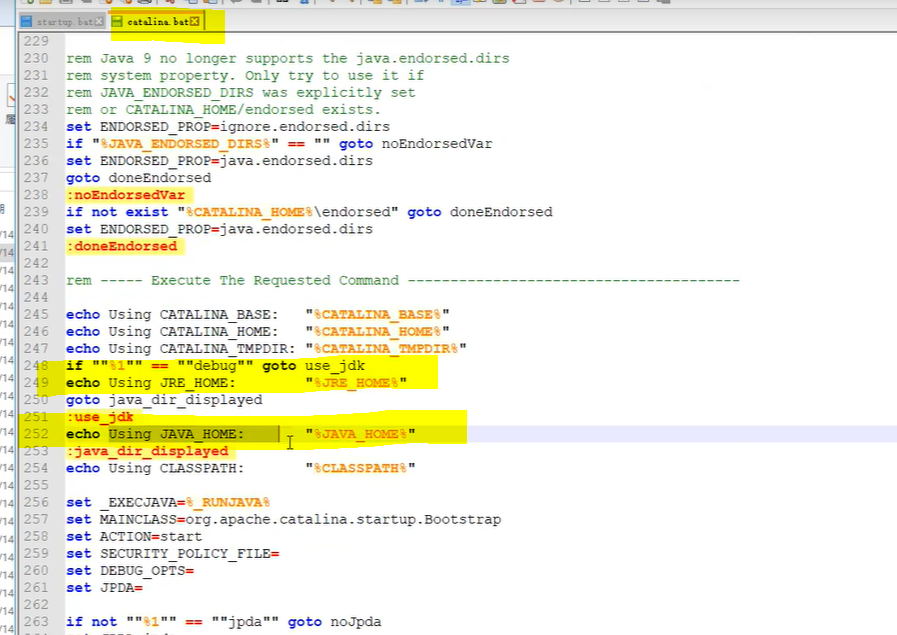 startup.bat
catalina.bat
229
230 rem Java 9 no longer supports the java.endorsed.dirs
231 rem system property. Only try to use it if
232 rem JAVA_ENDORSED_DIRS was explicitly set
233 rem or CATALINA_HOME/endorsed exists.
234 set ENDORSED_PROP=ignore.endorsed.dirs
235 if "%JAVA_ENDORSED_DIRS%" == "" goto noEndorsedVar
236 set ENDORSED_PROP=java.endorsed.dirs
237 goto doneEndorsed
238 :noEndorsedVar
239 if not exist "%CATALINA_HOME%\endorsed" goto doneEndorsed
240 set ENDORSED_PROP=java.endorsed.dirs
241 :doneEndorsed
242
243 rem ----- Execute The Requested Command ---------------------------------------
244
245 echo Using CATALINA_BASE:   "%CATALINA_BASE%"
246 echo Using CATALINA_HOME:   "%CATALINA_HOME%"
247 echo Using CATALINA_TMPDIR: "%CATALINA_TMPDIR%"
248 if ""%1"" == ""debug"" goto use_jdk
249 echo Using JRE_HOME:        "%JRE_HOME%"
250 goto java_dir_displayed
251 :use_jdk
252 echo Using JAVA_HOME:       "%JAVA_HOME%"
253 :java_dir_displayed
254 echo Using CLASSPATH:       "%CLASSPATH%"
255
256 set _EXECJAVA=%_RUNJAVA%
257 set MAINCLASS=org.apache.catalina.startup.Bootstrap
258 set ACTION=start
259 set SECURITY_POLICY_FILE=
260 set DEBUG_OPTS=
261 set JPDA=
262
263 if not ""%1"" == ""jpda"" goto noJpda